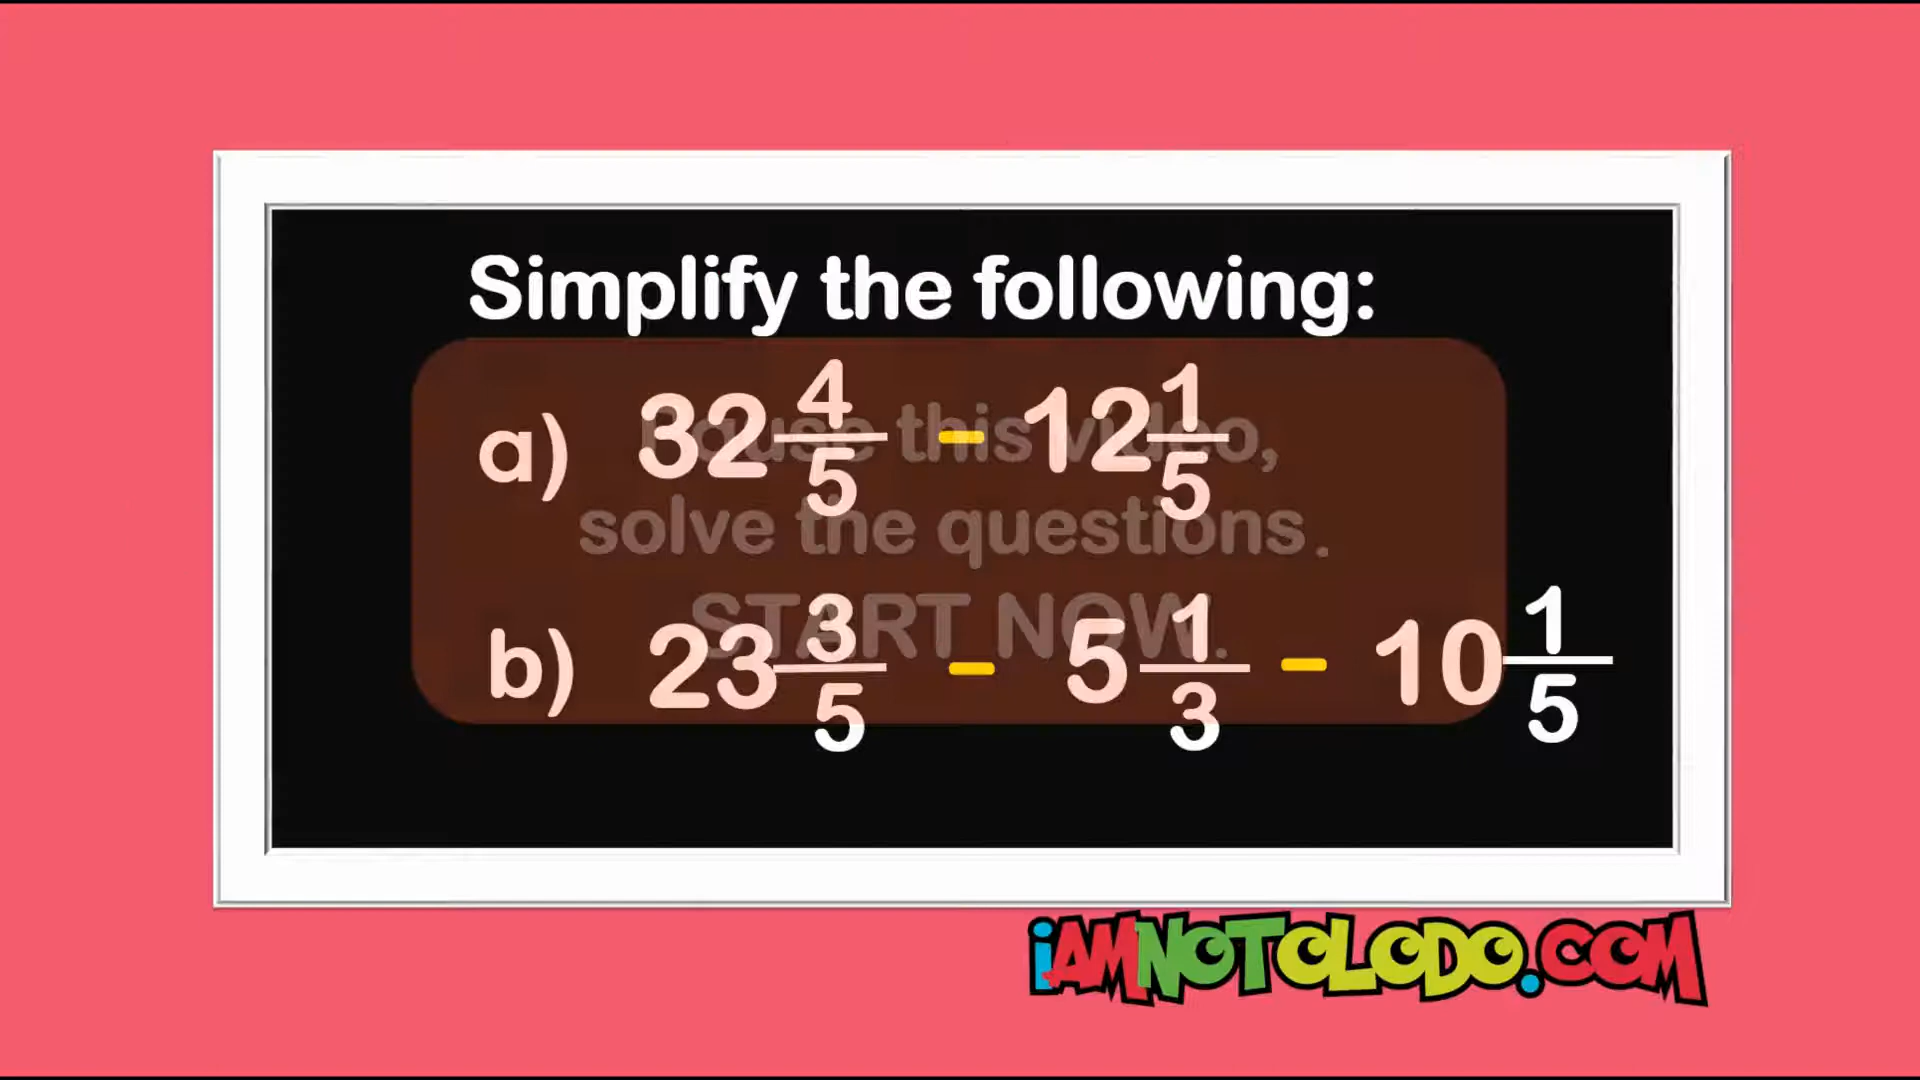 Simplify the following:
a) 32 4/5 - 12 1/5
Pause this video,
solve the questions.
b) 23 3/5 - 5 1/3 - 10 1/5
START NOW.
iAMNOTOLODO.COM